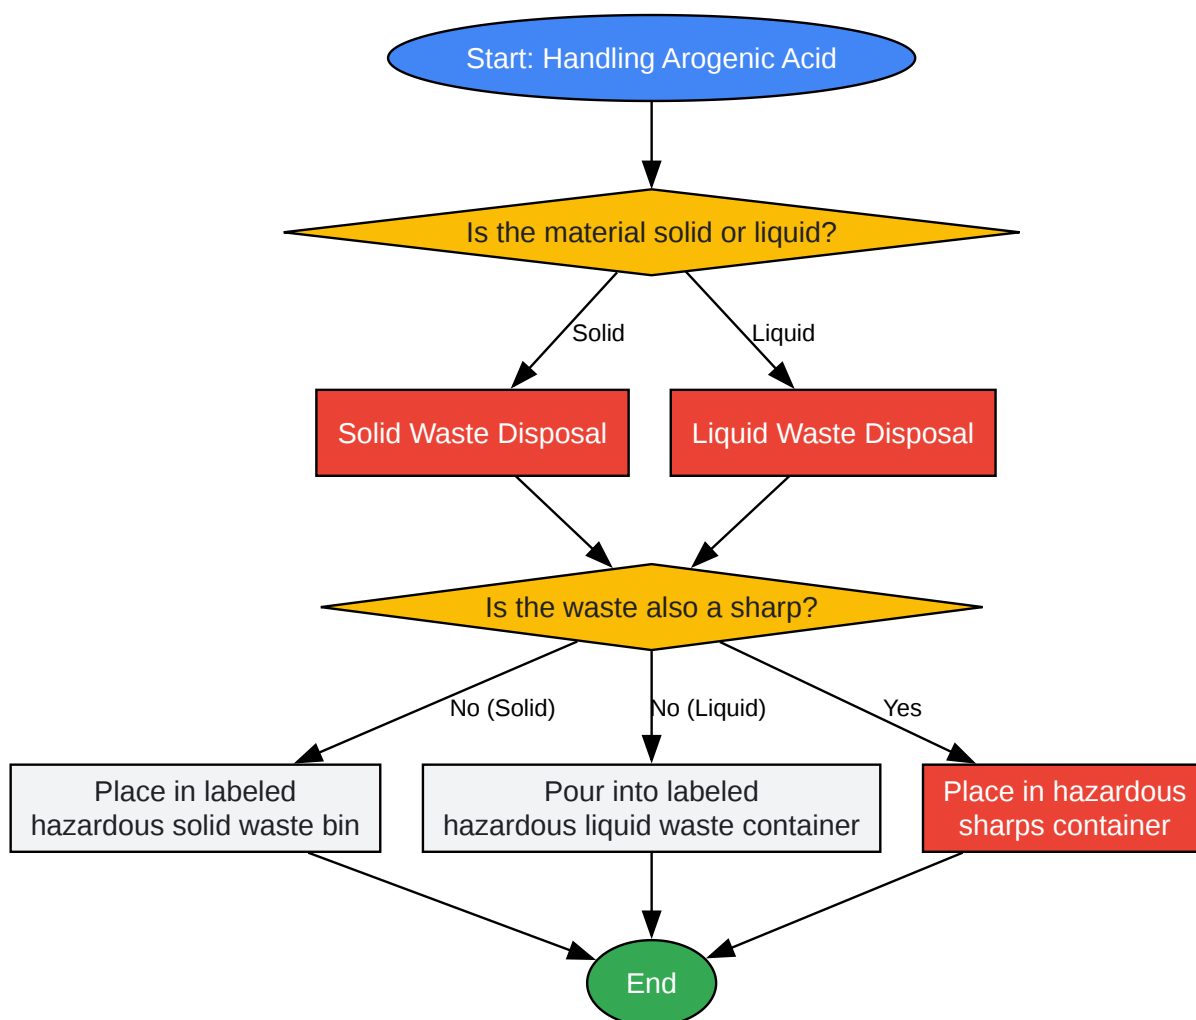 Start: Handling Arogenic Acid
Is the material solid or liquid?
Solid
Liquid
Solid Waste Disposal
Liquid Waste Disposal
Is the waste also a sharp?
No (Solid)
No (Liquid)
Yes
Place in labeled
hazardous solid waste bin
Pour into labeled
hazardous liquid waste container
Place in hazardous
sharps container
End